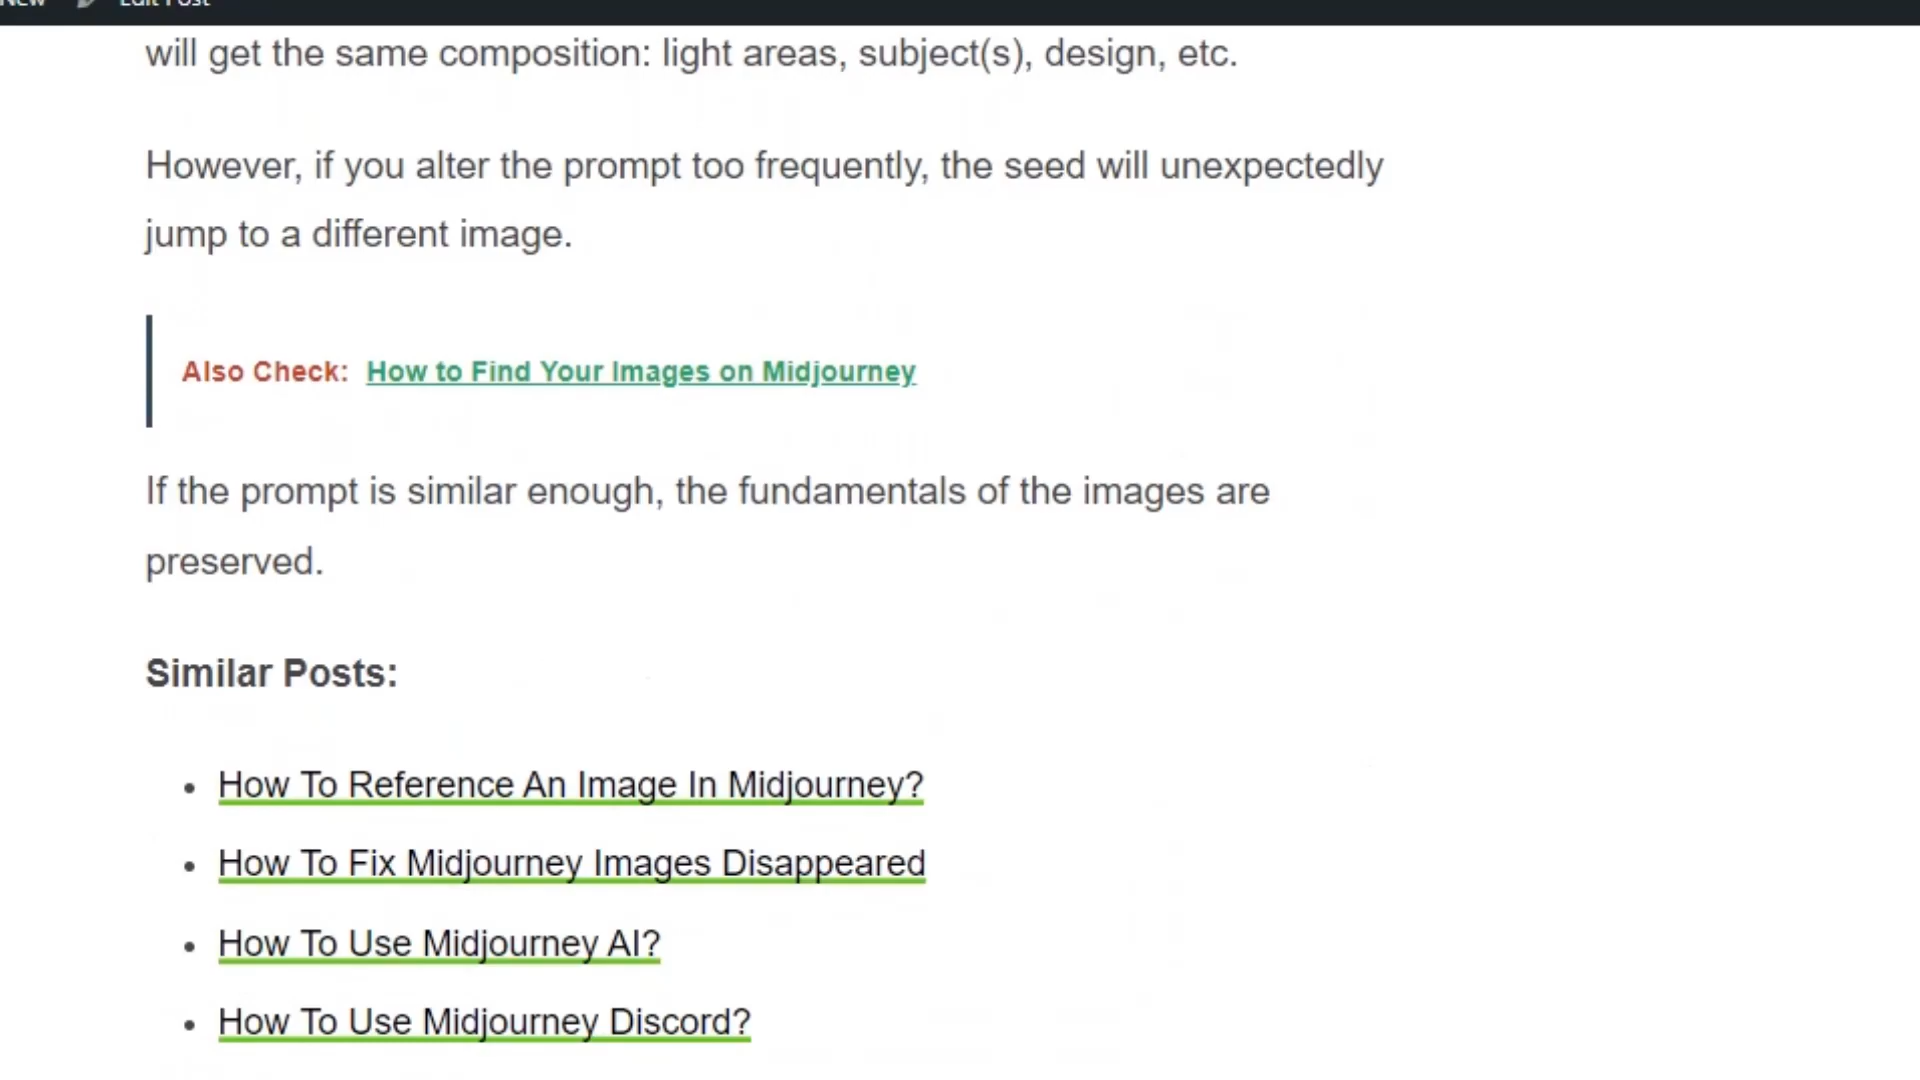 New Edit Post
will get the same composition: light areas, subject(s), design, etc.
However, if you alter the prompt too frequently, the seed will unexpectedly
jump to a different image.
Also Check: How to Find Your Images on Midjourney
If the prompt is similar enough, the fundamentals of the images are
preserved.
Similar Posts:
How To Reference An Image In Midjourney?
How To Fix Midjourney Images Disappeared
How To Use Midjourney AI?
How To Use Midjourney Discord?